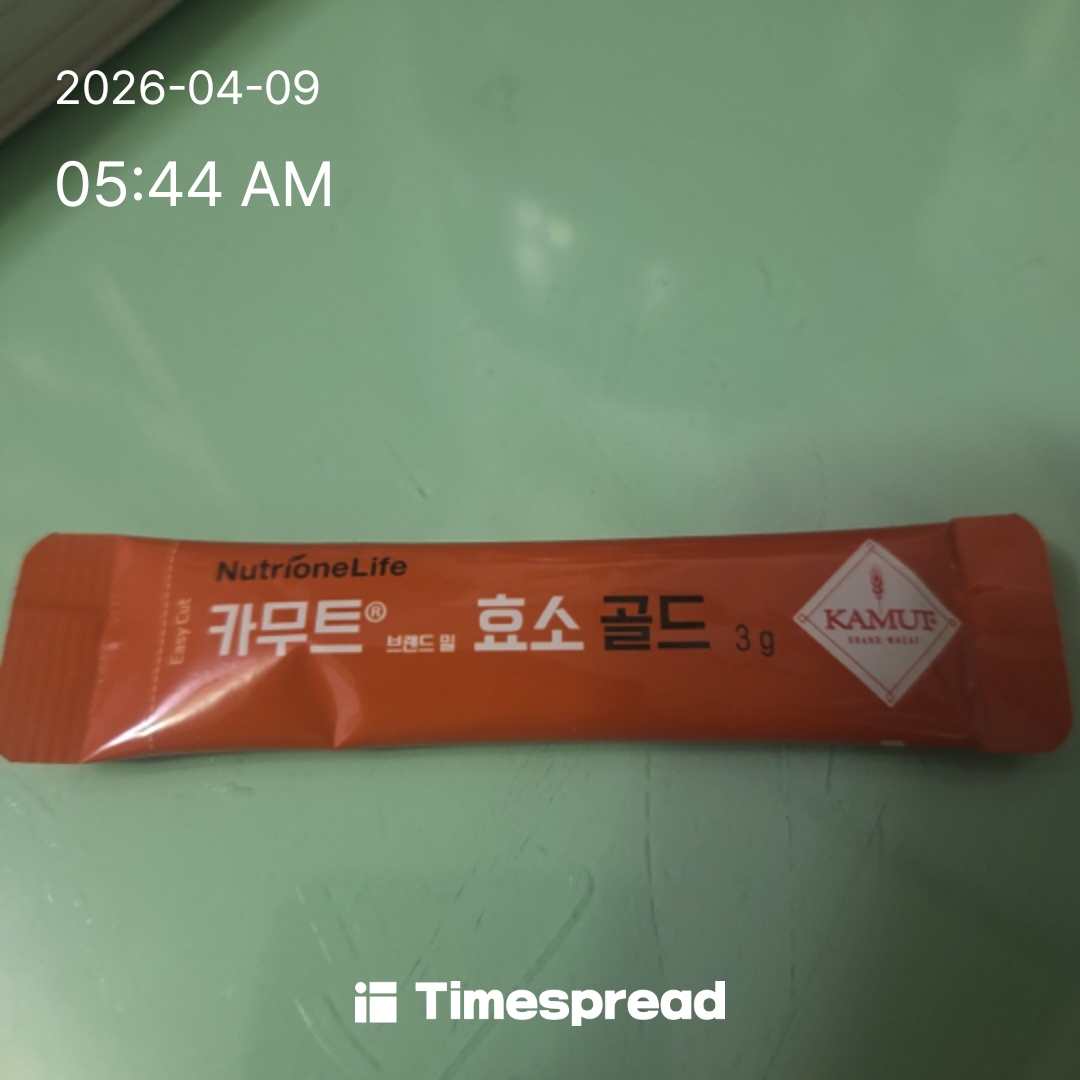 2026-04-09
05:44 AM
NutrioneLife
Easy Cut
카무트® 브랜드 밀 효소 골드 3 g
KAMUT®
BRAND WHEAT
Timespread